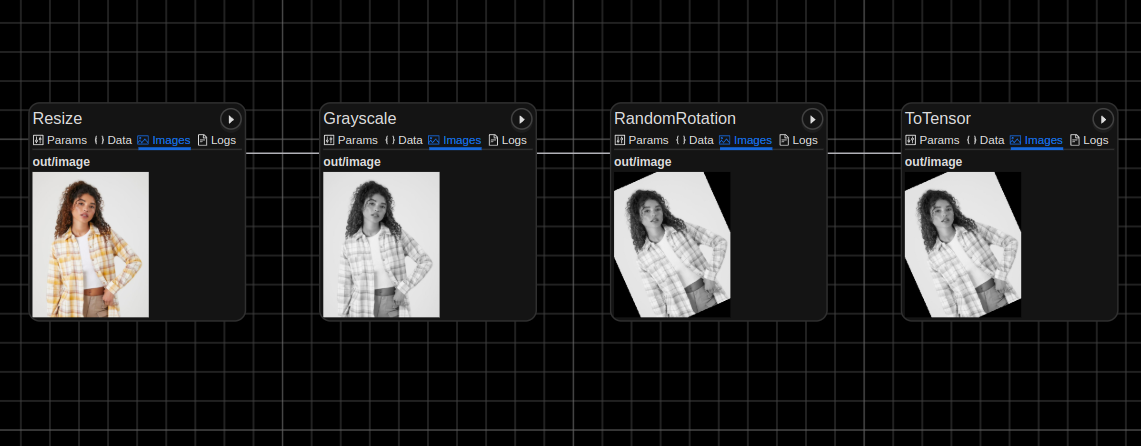 Resize
Params Data Images Logs
out/image
Grayscale
Params Data Images Logs
out/image
RandomRotation
Params Data Images Logs
out/image
ToTensor
Params Data Images Logs
out/image